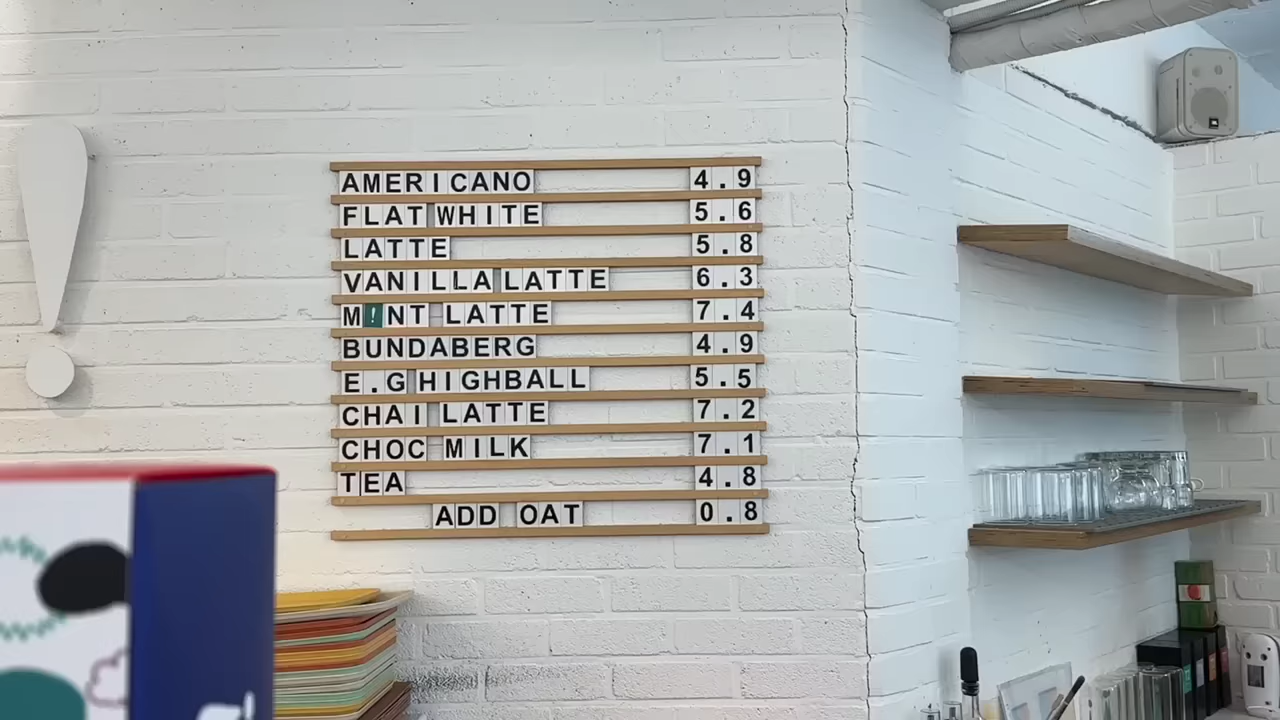 AMERICANO 4.9
FLAT WHITE 5.6
LATTE 5.8
VANILLA LATTE 6.3
M!NT LATTE 7.4
BUNDABERG 4.9
E.G HIGHBALL 5.5
CHAI LATTE 7.2
CHOC MILK 7.1
TEA 4.8
ADD OAT 0.8
JBL